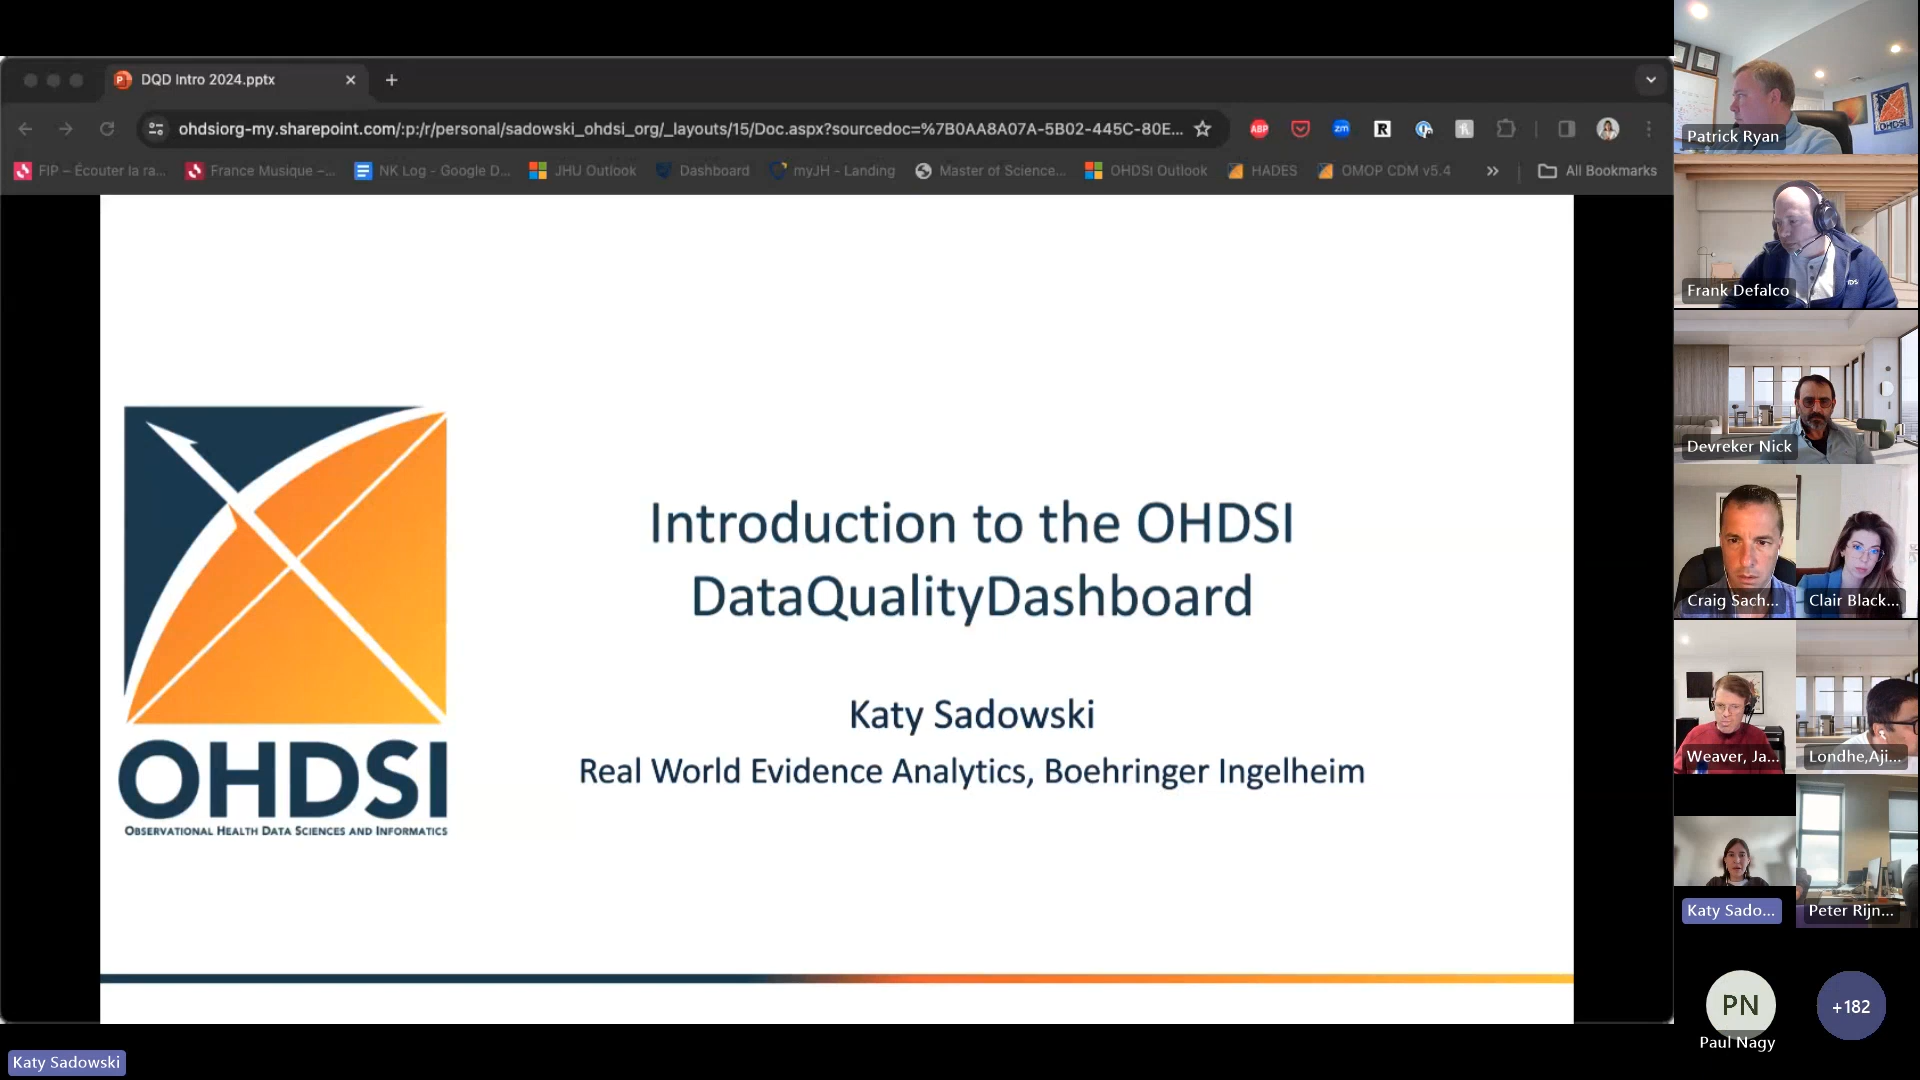 DQD Intro 2024.pptx
ohdsiorg-my.sharepoint.com/:p:/r/personal/sadowski_ohdsi_org/_layouts/15/Doc.aspx?sourcedoc=%7B0AA8A07A-5B02-445C-80E...
ABP
zm
R
FIP – Écouter la ra...
France Musique –...
NK Log - Google D...
JHU Outlook
Dashboard
myJH - Landing
Master of Science...
OHDSI Outlook
HADES
OMOP CDM v5.4
All Bookmarks
Introduction to the OHDSI
DataQualityDashboard
Katy Sadowski
Real World Evidence Analytics, Boehringer Ingelheim
OHDSI
OBSERVATIONAL HEALTH DATA SCIENCES AND INFORMATICS
Patrick Ryan
Frank Defalco
Devreker Nick
Craig Sach...
Clair Black...
Weaver, Ja...
Londhe,Aji...
Katy Sado...
Peter Rijn...
PN
Paul Nagy
+182
Katy Sadowski